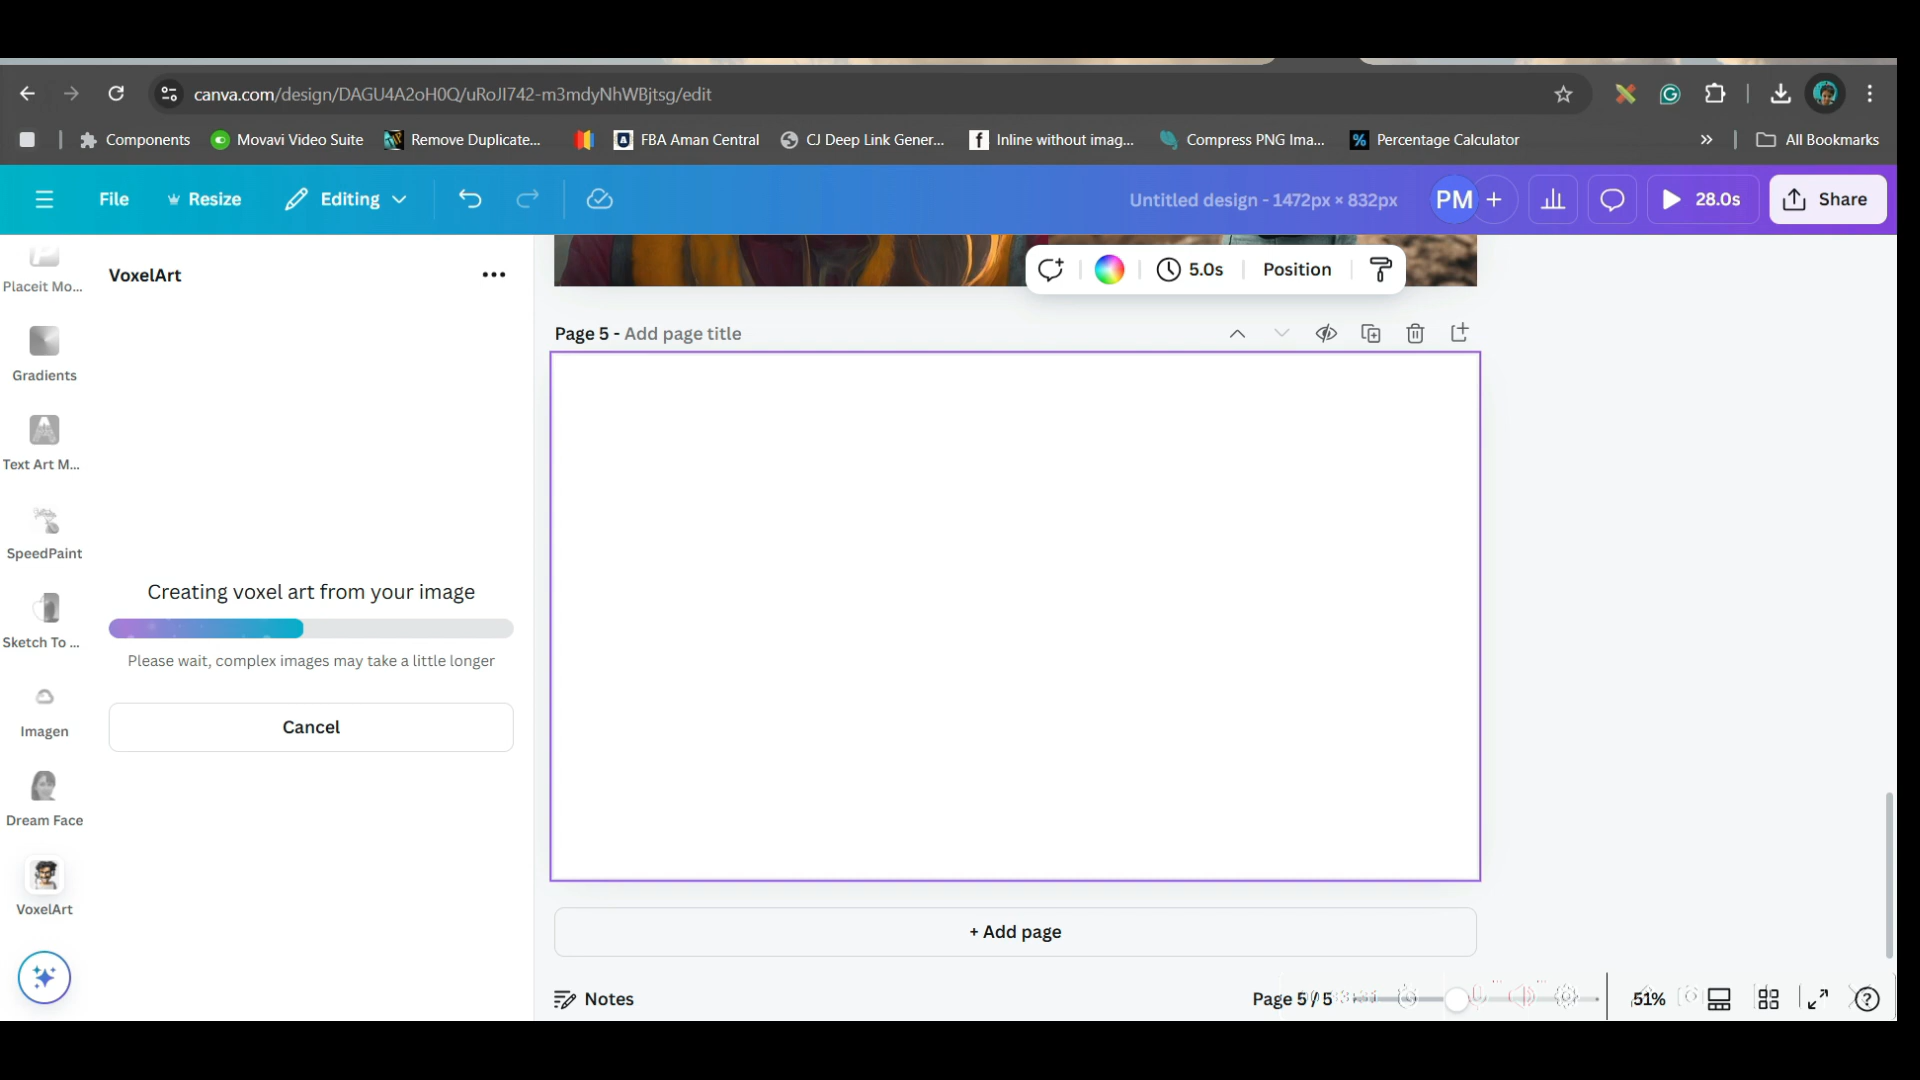 canva.com/design/DAGU4A2oH0Q/uRoJI742-m3mdyNhWBjtsg/edit
Components
Movavi Video Suite
Remove Duplicate...
FBA Aman Central
CJ Deep Link Gener...
Inline without imag...
Compress PNG Ima...
Percentage Calculator
»
All Bookmarks
File
Resize
Editing
Untitled design - 1472px × 832px
PM
+
28.0s
Share
Placeit Mo...
Gradients
Text Art M...
SpeedPaint
Sketch To ...
Imagen
Dream Face
VoxelArt
VoxelArt
Creating voxel art from your image
Please wait, complex images may take a little longer
Cancel
5.0s
Position
Page 5 - Add page title
+ Add page
Notes
Page 5 / 5
51%